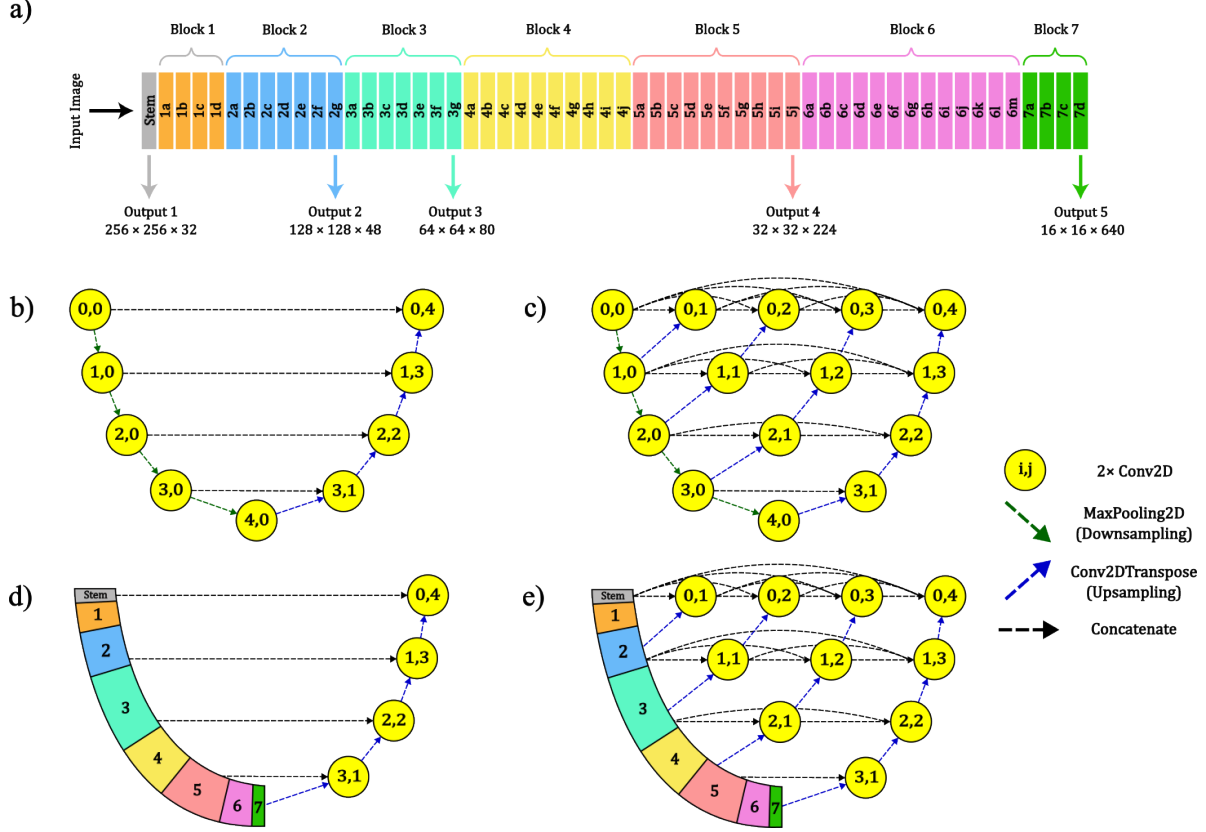 a)
Block 1
Block 2
Block 3
Block 4
Block 5
Block 6
Block 7
Input Image
Stem
1a
1b
1c
1d
2a
2b
2c
2d
2e
2f
2g
3a
3b
3c
3d
3e
3f
3g
4a
4b
4c
4d
4e
4f
4g
4h
4i
4j
5a
5b
5c
5d
5e
5f
5g
5h
5i
5j
6a
6b
6c
6d
6e
6f
6g
6h
6i
6j
6k
6l
6m
7a
7b
7c
7d
Output 1
256 × 256 × 32
Output 2
128 × 128 × 48
Output 3
64 × 64 × 80
Output 4
32 × 32 × 224
Output 5
16 × 16 × 640
b)
0,0
0,4
1,0
1,3
2,0
2,2
3,0
3,1
4,0
c)
0,0
0,1
0,2
0,3
0,4
1,0
1,1
1,2
1,3
2,0
2,1
2,2
3,0
3,1
4,0
i,j
2× Conv2D
MaxPooling2D
(Downsampling)
Conv2DTranspose
(Upsampling)
Concatenate
d)
Stem
1
2
3
4
5
6
7
0,4
1,3
2,2
3,1
e)
Stem
1
2
3
4
5
6
7
0,1
0,2
0,3
0,4
1,1
1,2
1,3
2,1
2,2
3,1